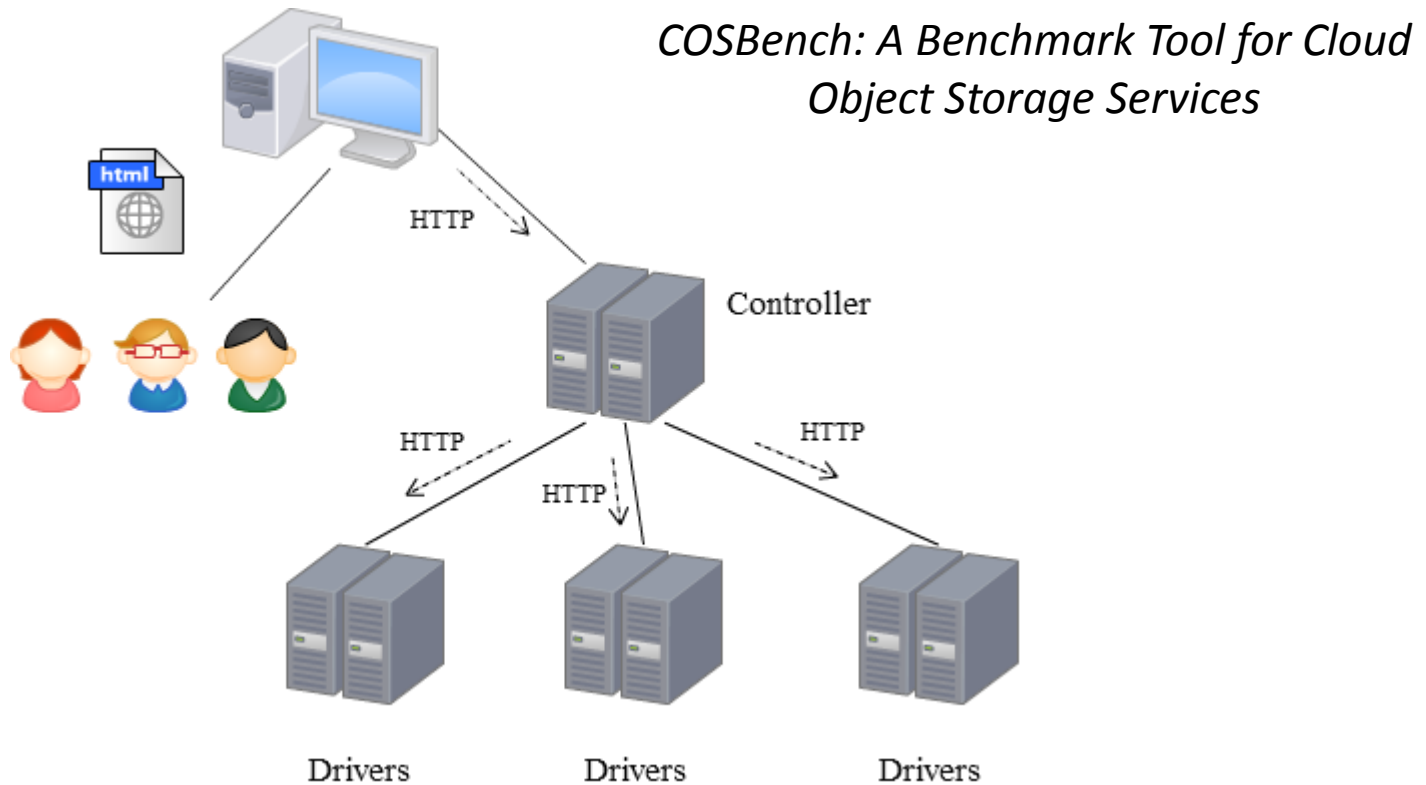 COSBench: A Benchmark Tool for Cloud
Object Storage Services
html
HTTP
Controller
HTTP
HTTP
HTTP
Drivers
Drivers
Drivers